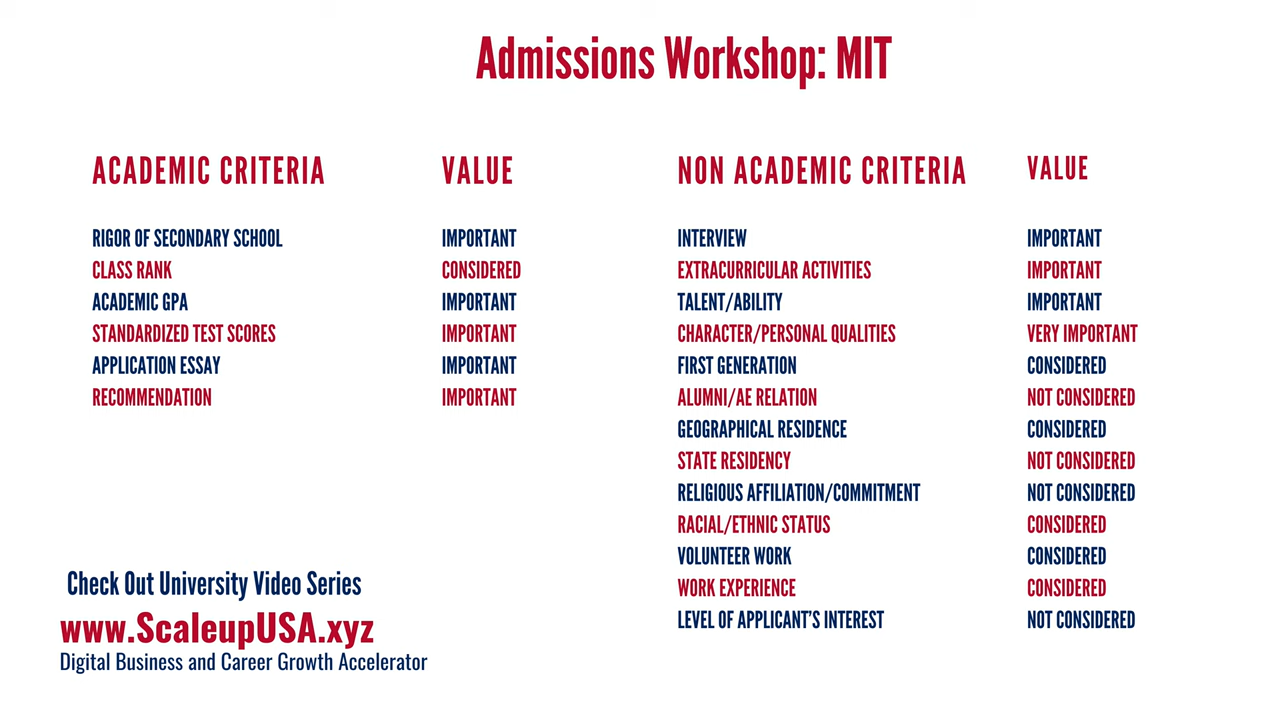 Admissions Workshop: MIT
ACADEMIC CRITERIA VALUE NON ACADEMIC CRITERIA VALUE
RIGOR OF SECONDARY SCHOOL IMPORTANT INTERVIEW IMPORTANT
CLASS RANK CONSIDERED EXTRACURRICULAR ACTIVITIES IMPORTANT
ACADEMIC GPA IMPORTANT TALENT/ABILITY IMPORTANT
STANDARDIZED TEST SCORES IMPORTANT CHARACTER/PERSONAL QUALITIES VERY IMPORTANT
APPLICATION ESSAY IMPORTANT FIRST GENERATION CONSIDERED
RECOMMENDATION IMPORTANT ALUMNI/AE RELATION NOT CONSIDERED
GEOGRAPHICAL RESIDENCE CONSIDERED
STATE RESIDENCY NOT CONSIDERED
RELIGIOUS AFFILIATION/COMMITMENT NOT CONSIDERED
RACIAL/ETHNIC STATUS CONSIDERED
VOLUNTEER WORK CONSIDERED
WORK EXPERIENCE CONSIDERED
LEVEL OF APPLICANT'S INTEREST NOT CONSIDERED
Check Out University Video Series
www.ScaleupUSA.xyz
Digital Business and Career Growth Accelerator